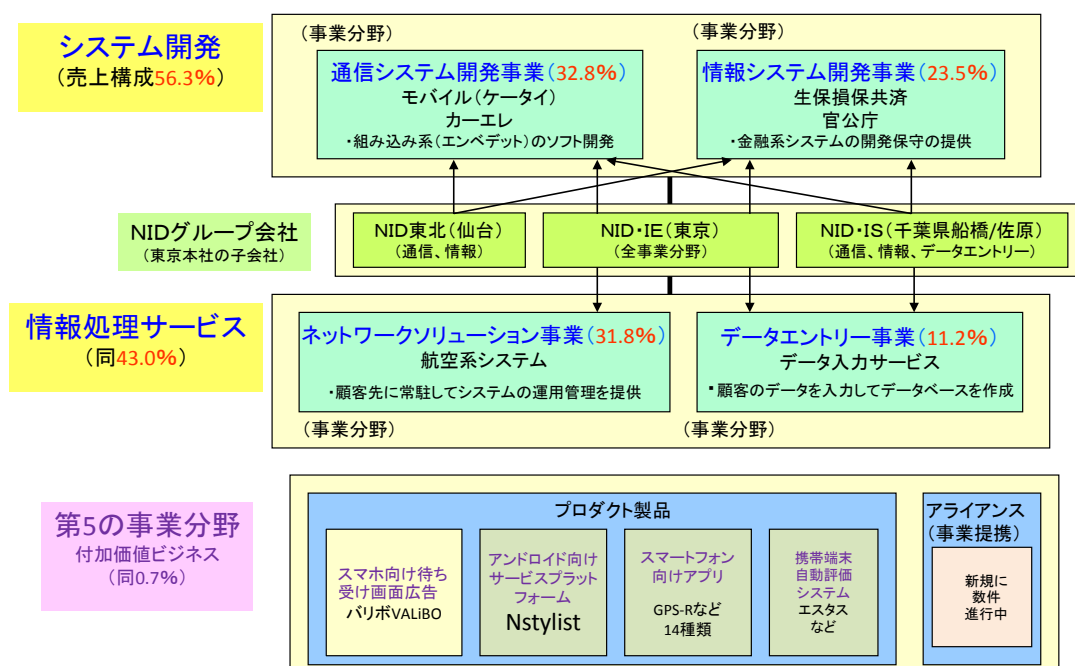 システム開発
(売上構成56.3%)
(事業分野)
通信システム開発事業(32.8%)
モバイル(ケータイ)
カーエレ
・組み込み系(エンベデット)のソフト開発
(事業分野)
情報システム開発事業(23.5%)
生保損保共済
官公庁
・金融系システムの開発保守の提供
NIDグループ会社
(東京本社の子会社)
NID東北(仙台)
(通信、情報)
NID・IE(東京)
(全事業分野)
NID・IS(千葉県船橋/佐原)
(通信、情報、データエントリー)
情報処理サービス
(同43.0%)
ネットワークソリューション事業(31.8%)
航空系システム
・顧客先に常駐してシステムの運用管理を提供
(事業分野)
データエントリー事業(11.2%)
データ入力サービス
・顧客のデータを入力してデータベースを作成
(事業分野)
第5の事業分野
付加価値ビジネス
(同0.7%)
プロダクト製品
スマホ向け待ち
受け画面広告
バリボVALiBO
アンドロイド向け
サービスプラット
フォーム
Nstylist
スマートフォン
向けアプリ
GPS-Rなど
14種類
携帯端末
自動評価
システム
エスタス
など
アライアンス
(事業提携)
新規に
数件
進行中